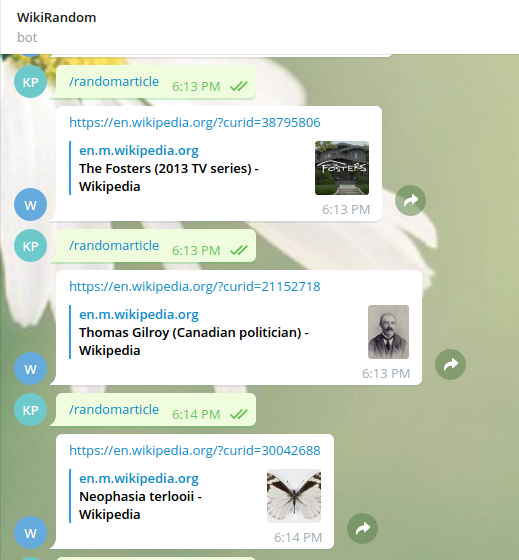 WikiRandom
bot
KP
/randomarticle 6:13 PM
https://en.wikipedia.org/?curid=38795806
en.m.wikipedia.org
The Fosters (2013 TV series) -
Wikipedia
FOSTERS
W
6:13 PM
KP
/randomarticle 6:13 PM
https://en.wikipedia.org/?curid=21152718
en.m.wikipedia.org
Thomas Gilroy (Canadian politician) -
Wikipedia
W
6:13 PM
KP
/randomarticle 6:14 PM
https://en.wikipedia.org/?curid=30042688
en.m.wikipedia.org
Neophasia terlooii -
Wikipedia
W
6:14 PM